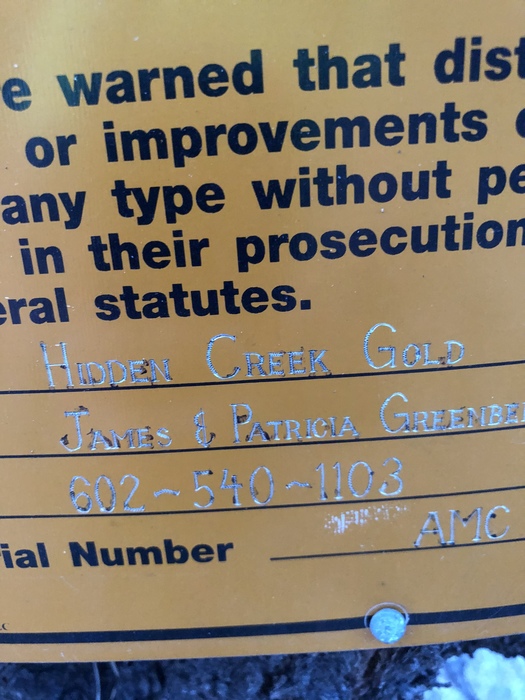 e warned that dist
or improvements
any type without pe
in their prosecution
eral statutes.
HIDDEN CREEK GOLD
JAMES & PATRICIA GREENBE
602-540-1103
ial Number AMC